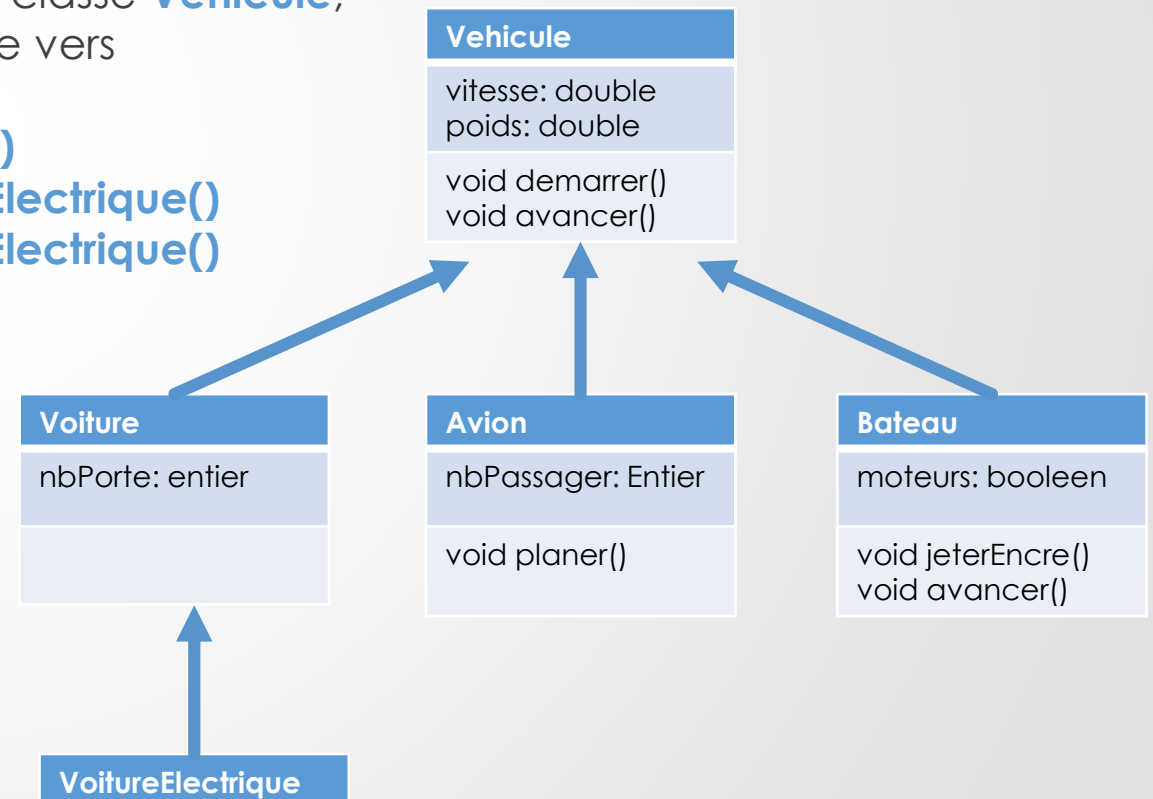 classe Vehicule,
e vers
)
Electrique()
Electrique()
Vehicule
vitesse: double
poids: double
void demarrer()
void avancer()
Voiture
nbPorte: entier
Avion
nbPassager: Entier
void planer()
Bateau
moteurs: booleen
void jeterEncre()
void avancer()
VoitureElectrique